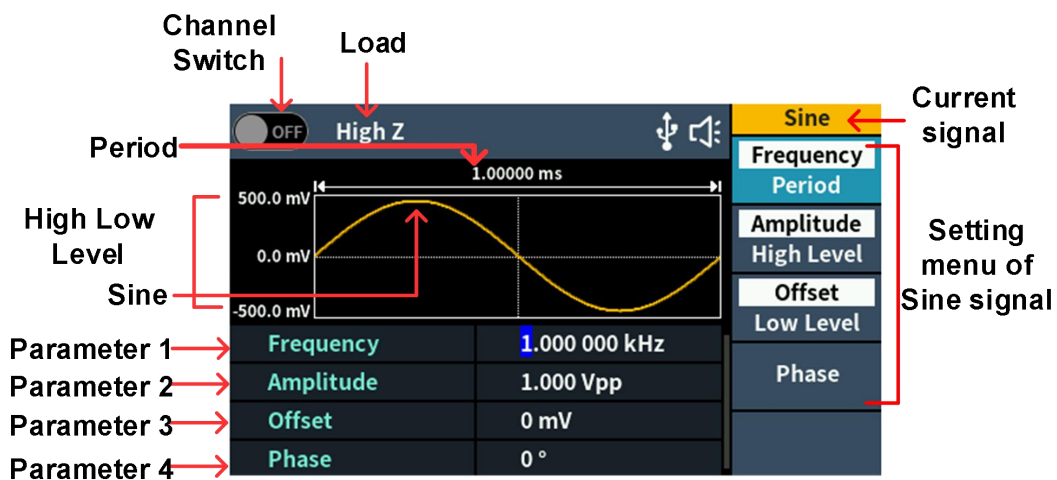 Channel
Switch
Load
Current
signal
OFF
High Z
Sine
Period
1.00000 ms
Frequency
Period
500.0 mV
High Low
Level
0.0 mV
Amplitude
High Level
Setting
menu of
Sine signal
Sine
-500.0 mV
Offset
Low Level
Parameter 1
Frequency
1.000 000 kHz
Phase
Parameter 2
Amplitude
1.000 Vpp
Parameter 3
Offset
0 mV
Parameter 4
Phase
0 °